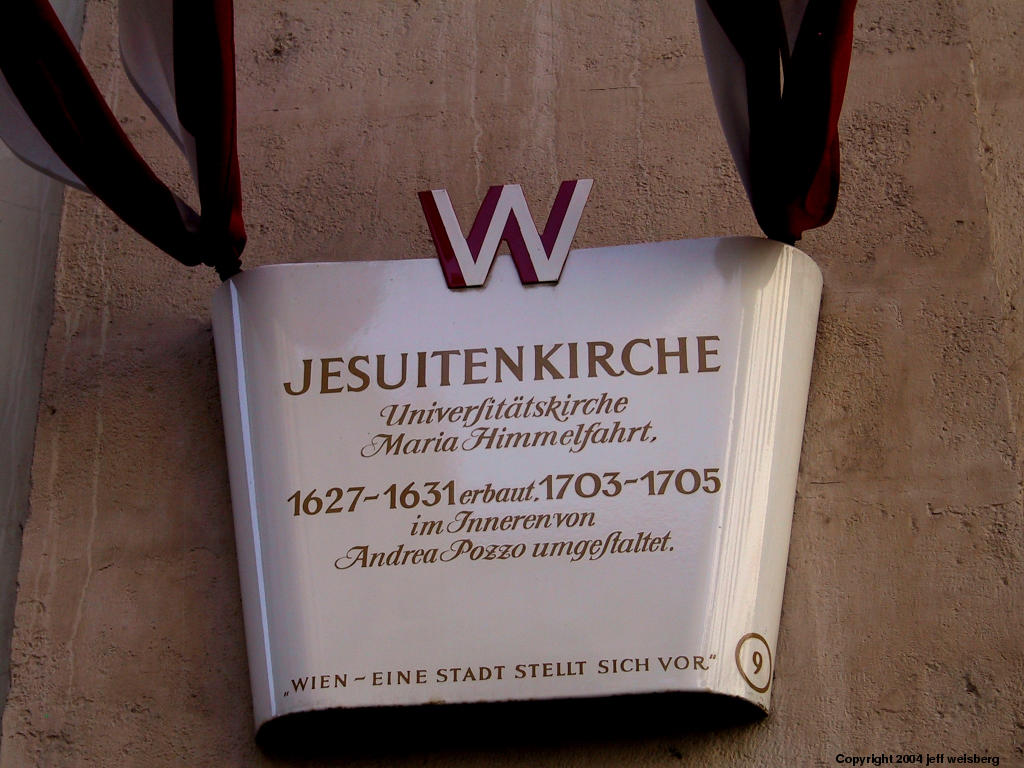 W
JESUITENKIRCHE
Univerſitätskirche
Maria Himmelfahrt,
1627~1631 erbaut, 1703~1705
im Inneren von
Andrea Pozzo umgeſtaltet.
„WIEN ~ EINE STADT STELLT SICH VOR“
9
Copyright 2004 jeff weisberg